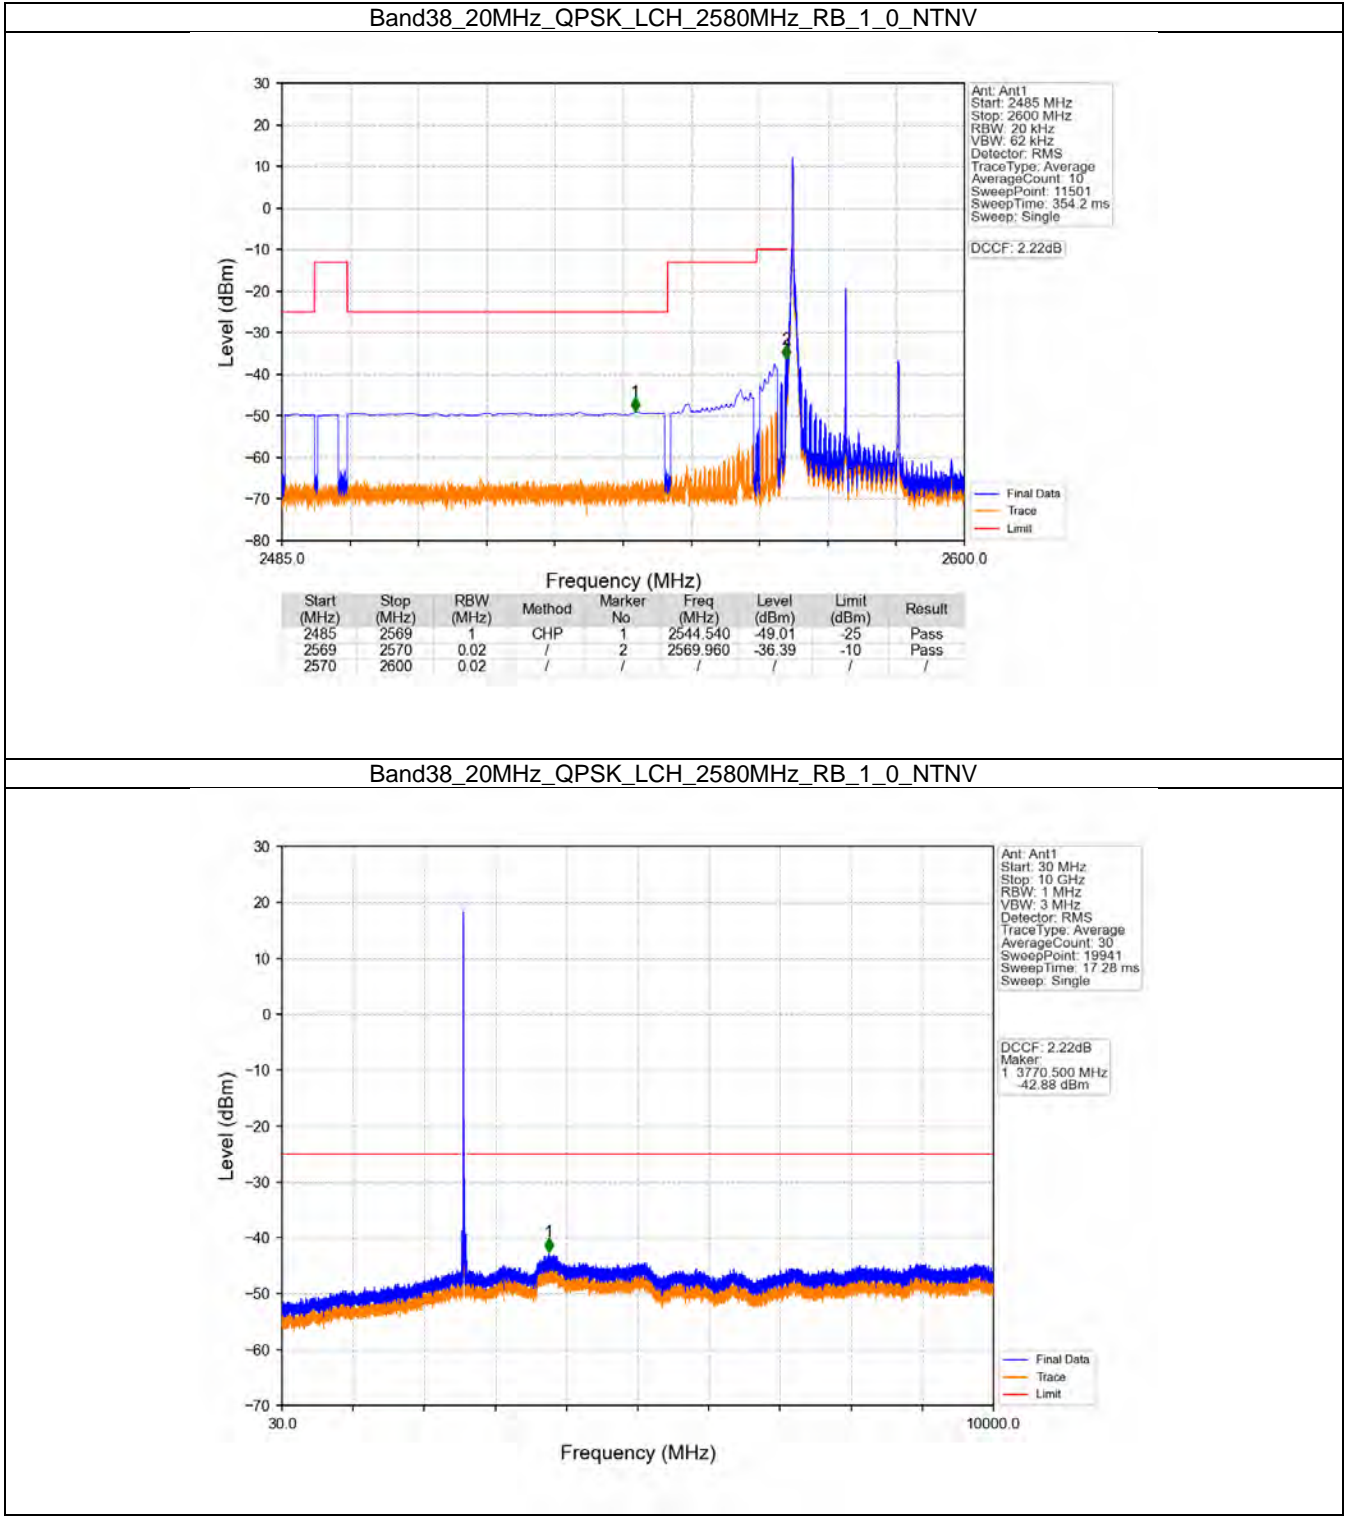 Band38_20MHz_QPSK_LCH_2580MHz_RB_1_0_NTNV
30
20
10
0
−10
−20
−30
−40
−50
−60
−70
−80
Level (dBm)
1
2
2485.0
2600.0
Frequency (MHz)
Ant: Ant1
Start: 2485 MHz
Stop: 2600 MHz
RBW: 20 kHz
VBW: 62 kHz
Detector: RMS
TraceType: Average
AverageCount: 10
SweepPoint: 11501
SweepTime: 354.2 ms
Sweep: Single
DCCF: 2.22dB
Final Data
Trace
Limit
Start (MHz) Stop (MHz) RBW (MHz) Method Marker No Freq (MHz) Level (dBm) Limit (dBm) Result
2485 2569 1 CHP 1 2544.540 -49.01 -25 Pass
2569 2570 0.02 / 2 2569.960 -36.39 -10 Pass
2570 2600 0.02 / / / / / /
Band38_20MHz_QPSK_LCH_2580MHz_RB_1_0_NTNV
30
20
10
0
−10
−20
−30
−40
−50
−60
−70
Level (dBm)
1
30.0
10000.0
Frequency (MHz)
Ant: Ant1
Start: 30 MHz
Stop: 10 GHz
RBW: 1 MHz
VBW: 3 MHz
Detector: RMS
TraceType: Average
AverageCount: 30
SweepPoint: 19941
SweepTime: 17.28 ms
Sweep: Single
DCCF: 2.22dB
Maker:
1 3770.500 MHz
-42.88 dBm
Final Data
Trace
Limit